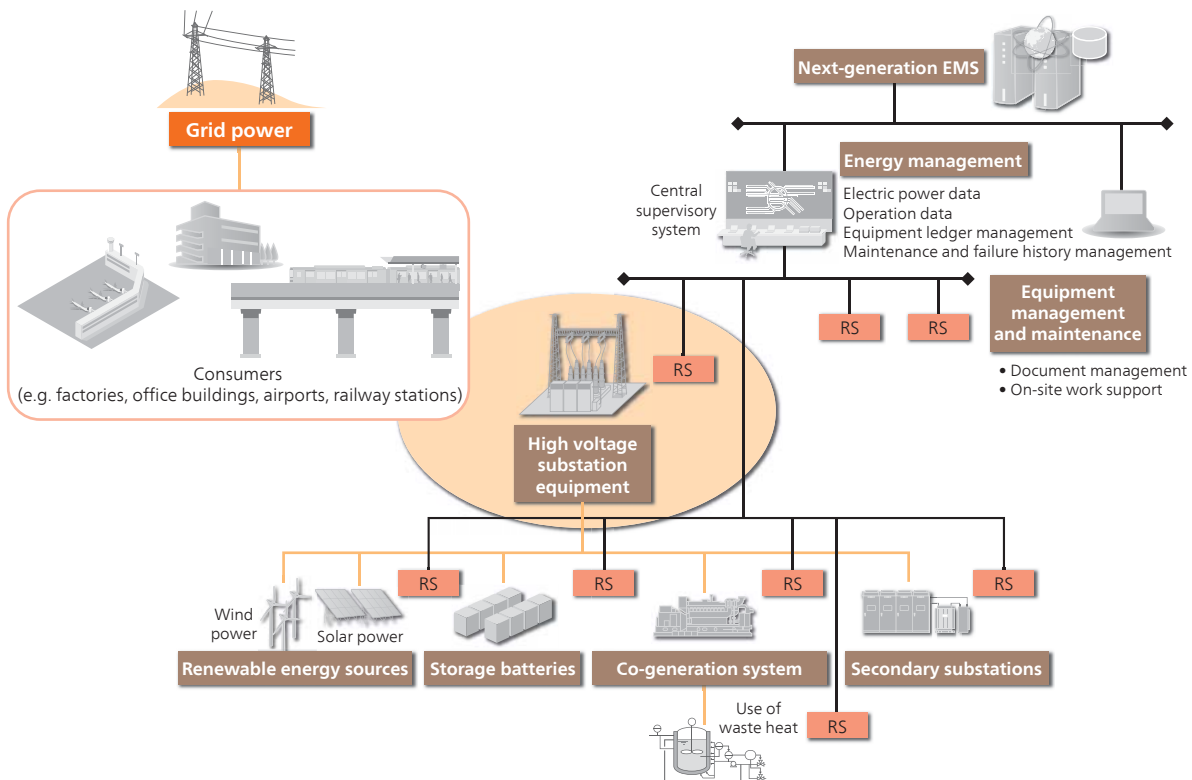 Next-generation EMS
Grid power
Energy management
Central
supervisory
system
Electric power data
Operation data
Equipment ledger management
Maintenance and failure history management
Equipment
management
and maintenance
• Document management
• On-site work support
RS
RS
RS
Consumers
(e.g. factories, office buildings, airports, railway stations)
High voltage
substation
equipment
RS
RS
RS
RS
Wind
power
Solar power
Renewable energy sources
Storage batteries
Co-generation system
Secondary substations
Use of
waste heat
RS